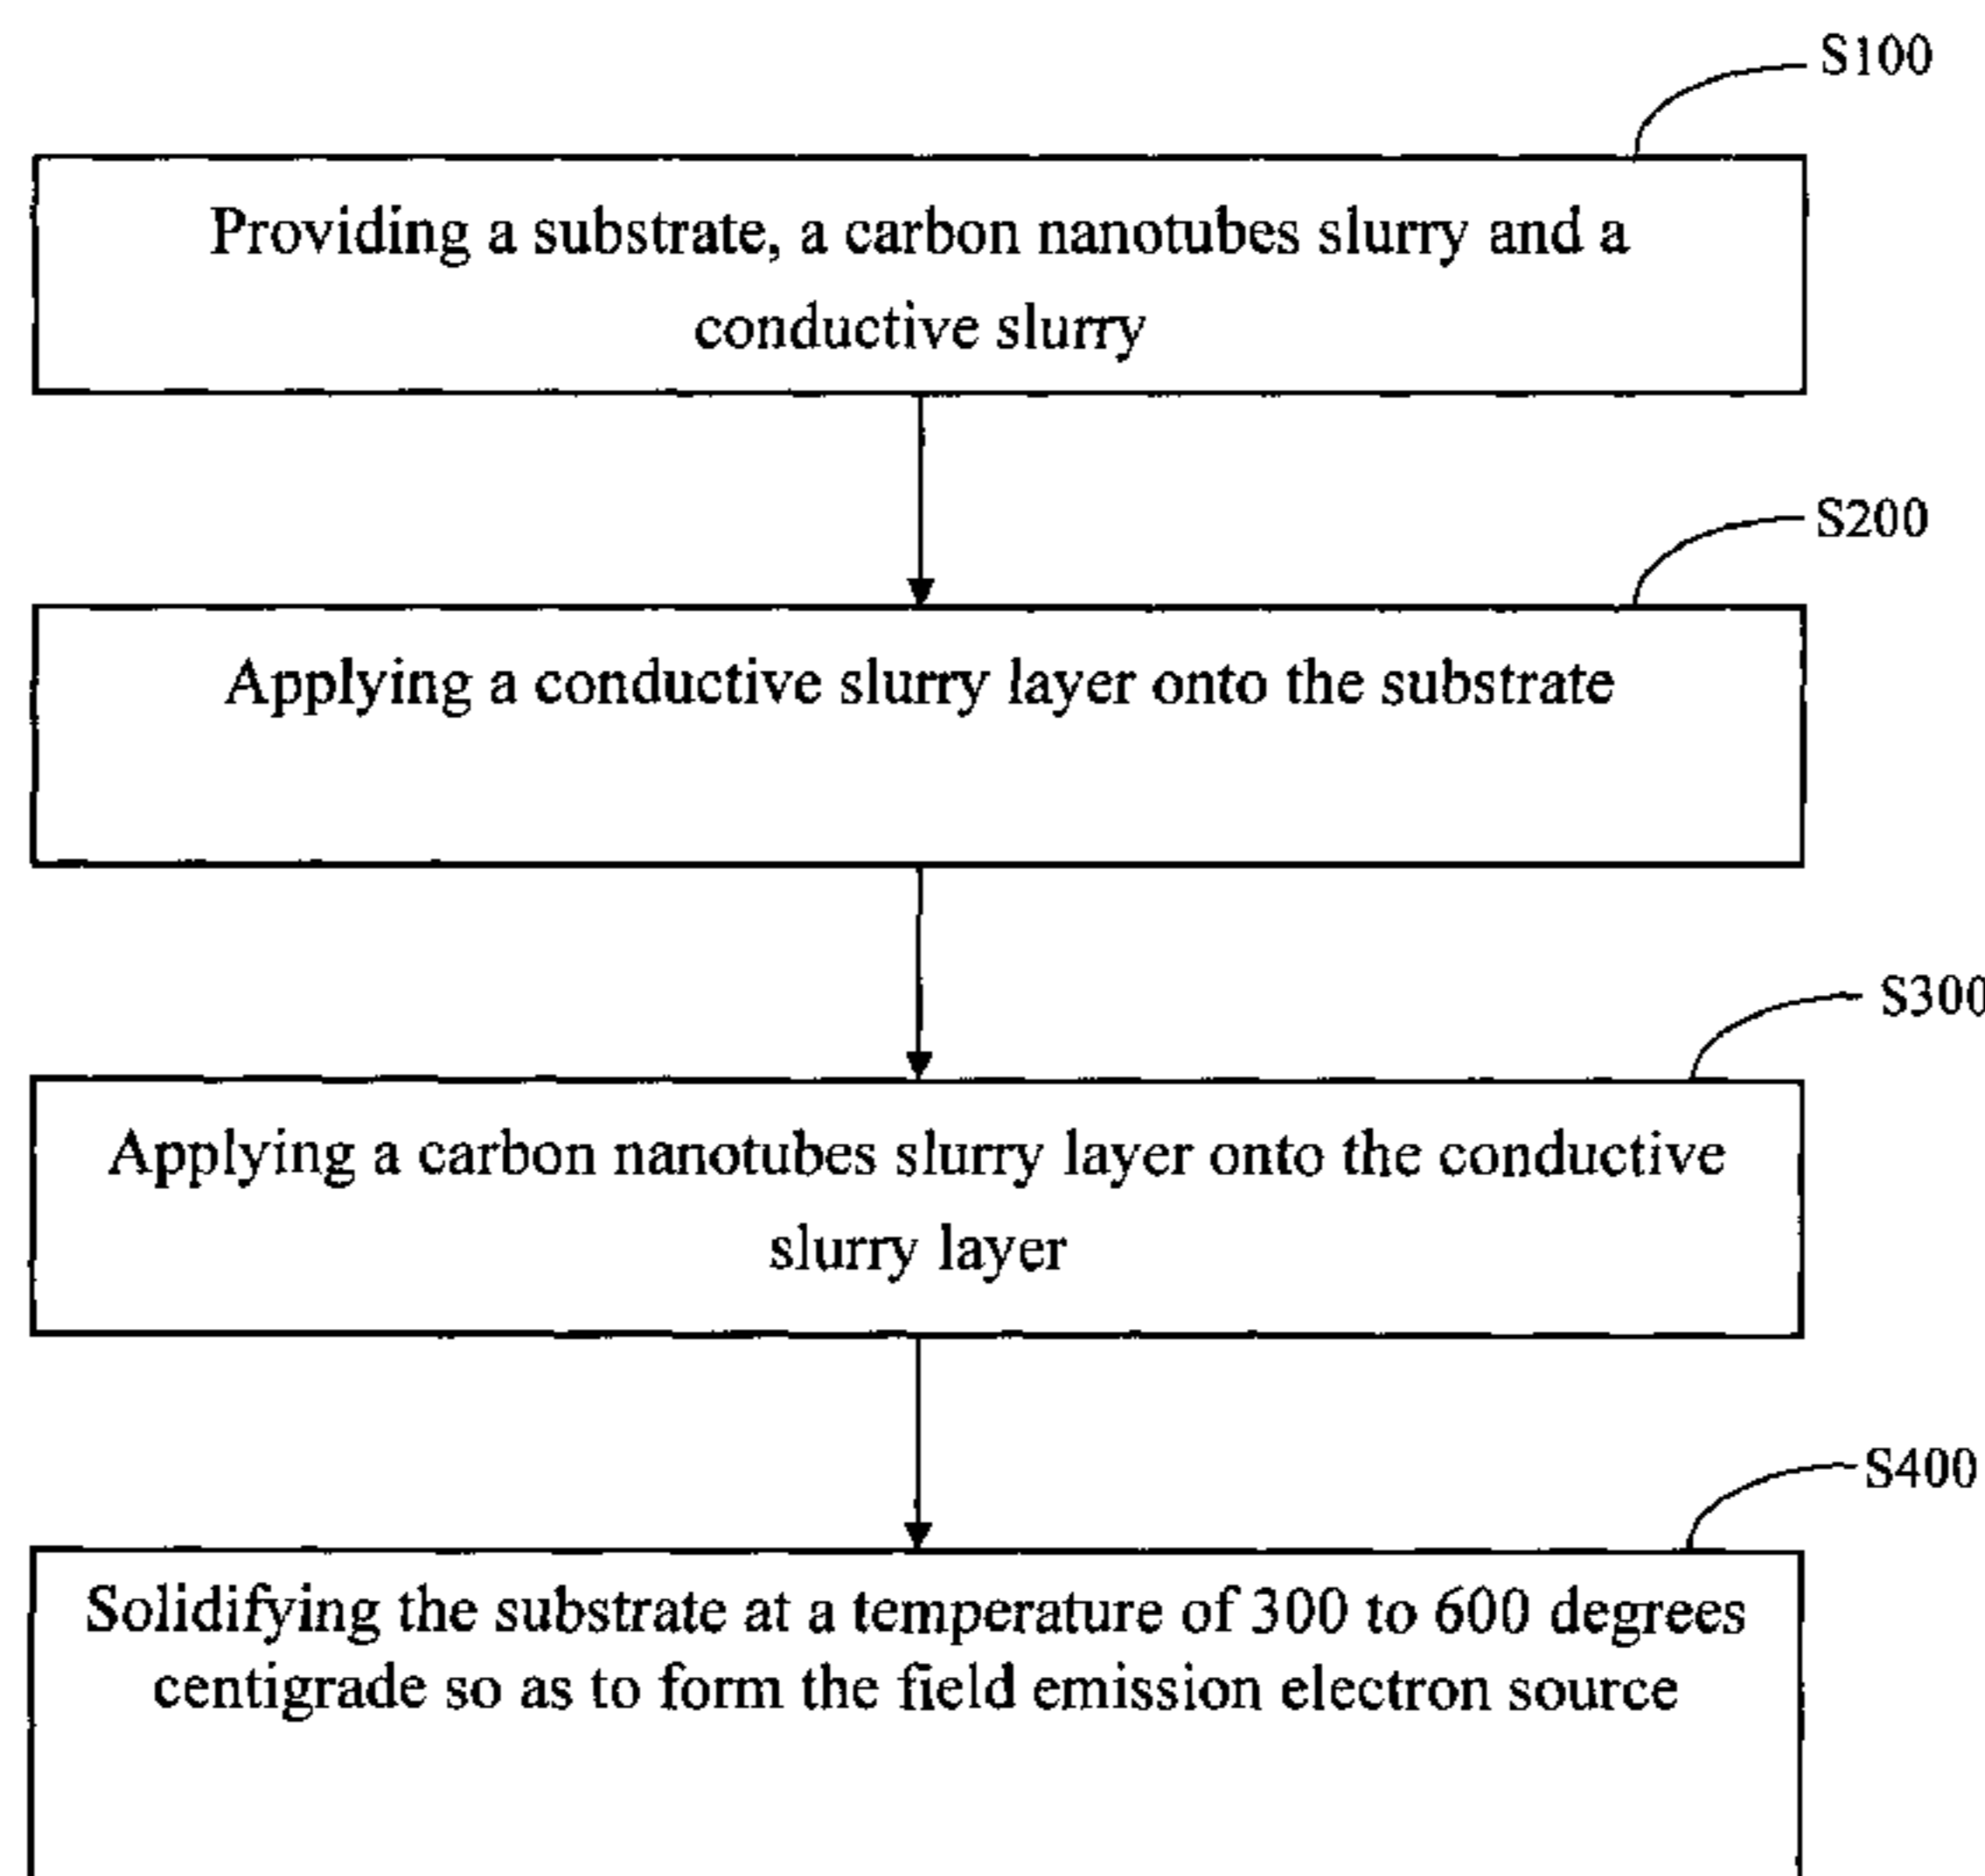 S100
Providing a substrate, a carbon nanotubes slurry and a
conductive slurry
S200
Applying a conductive slurry layer onto the substrate
S300
Applying a carbon nanotubes slurry layer onto the conductive
slurry layer
S400
Solidifying the substrate at a temperature of 300 to 600 degrees
centigrade so as to form the field emission electron source